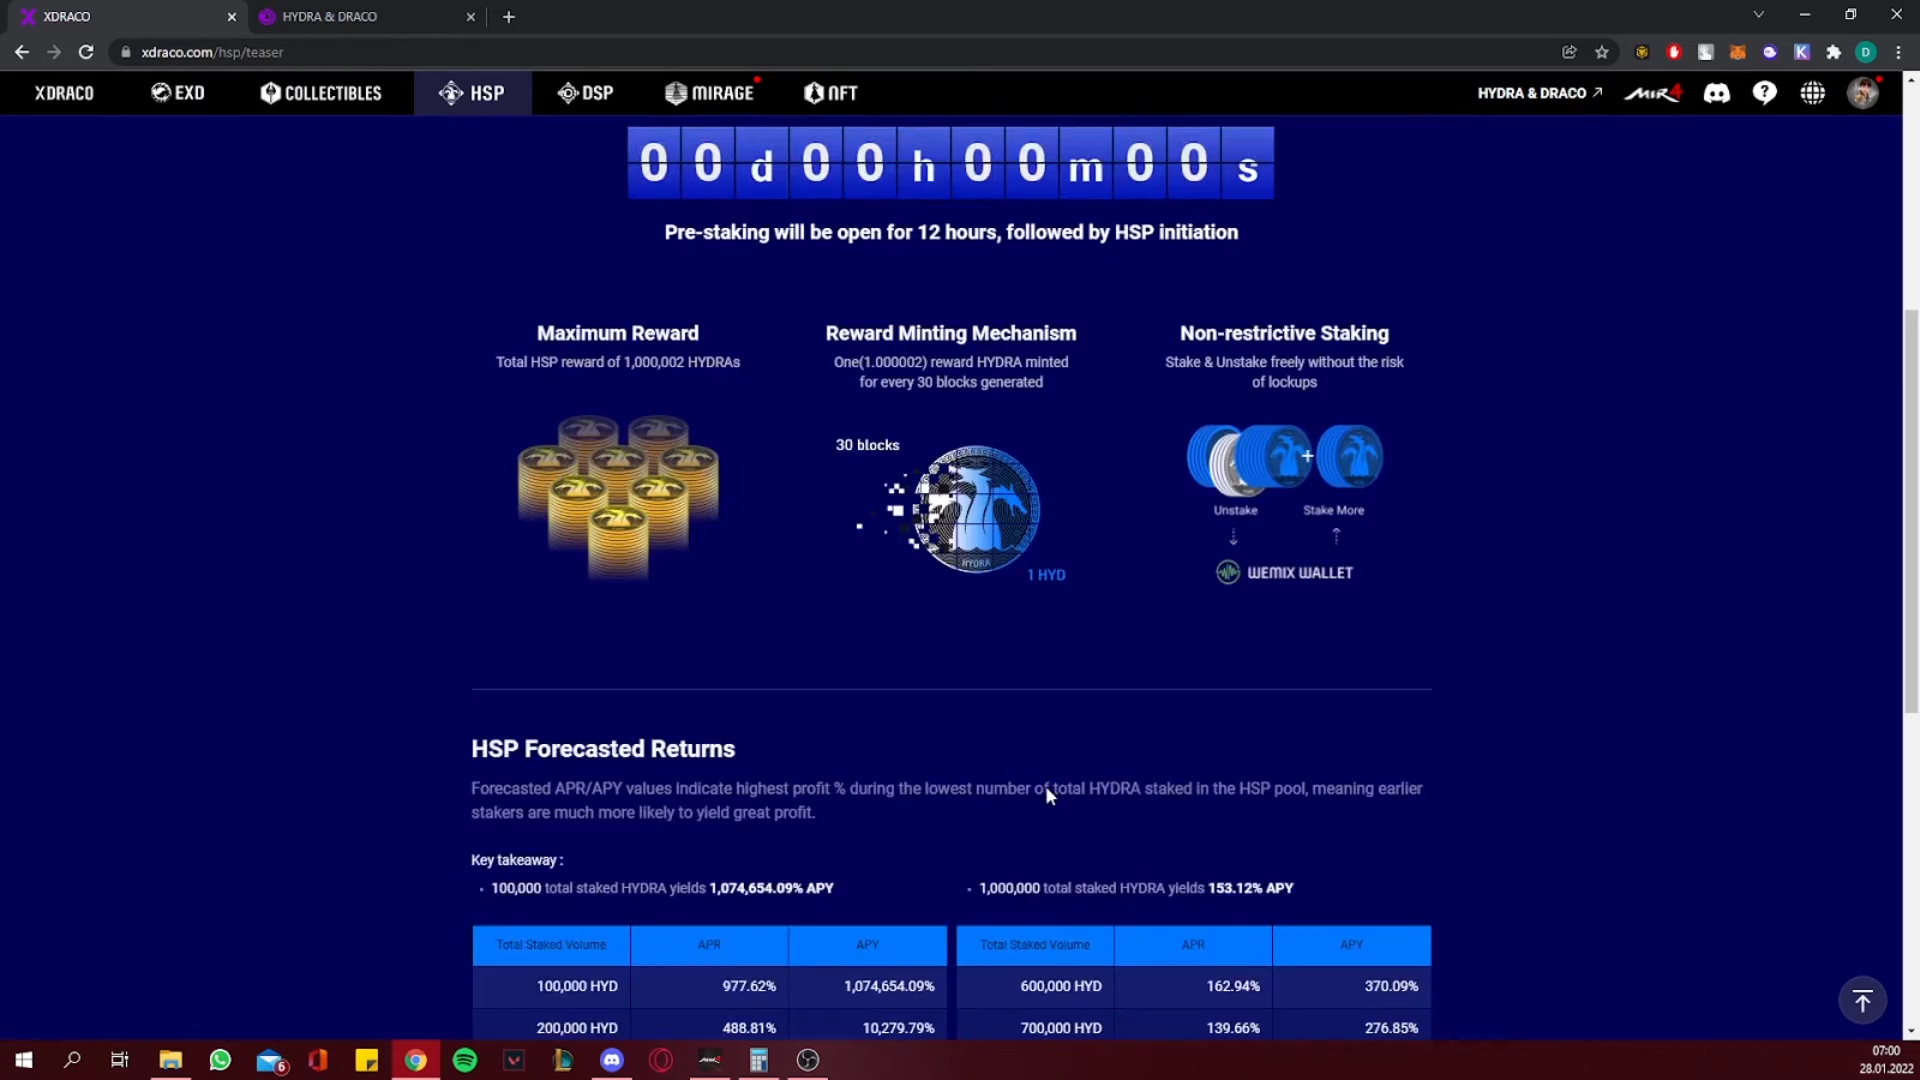 XDRACO
HYDRA & DRACO
xdraco.com/hsp/teaser
K
D
XDRACO
EXD
COLLECTIBLES
HSP
DSP
MIRAGE
NFT
HYDRA & DRACO
MIR4
00d00h00m00s
Pre-staking will be open for 12 hours, followed by HSP initiation
Maximum Reward
Total HSP reward of 1,000,002 HYDRAs
Reward Minting Mechanism
One(1.000002) reward HYDRA minted
for every 30 blocks generated
30 blocks
HYDRA
1 HYD
Non-restrictive Staking
Stake & Unstake freely without the risk
of lockups
+
Unstake
Stake More
WEMIX WALLET
HSP Forecasted Returns
Forecasted APR/APY values indicate highest profit % during the lowest number of total HYDRA staked in the HSP pool, meaning earlier
stakers are much more likely to yield great profit.
Key takeaway :
· 100,000 total staked HYDRA yields 1,074,654.09% APY
· 1,000,000 total staked HYDRA yields 153.12% APY
Total Staked Volume APR APY
Total Staked Volume APR APY
100,000 HYD 977.62% 1,074,654.09%
600,000 HYD 162.94% 370.09%
200,000 HYD 488.81% 10,279.79%
700,000 HYD 139.66% 276.85%
6
07:00
28.01.2022